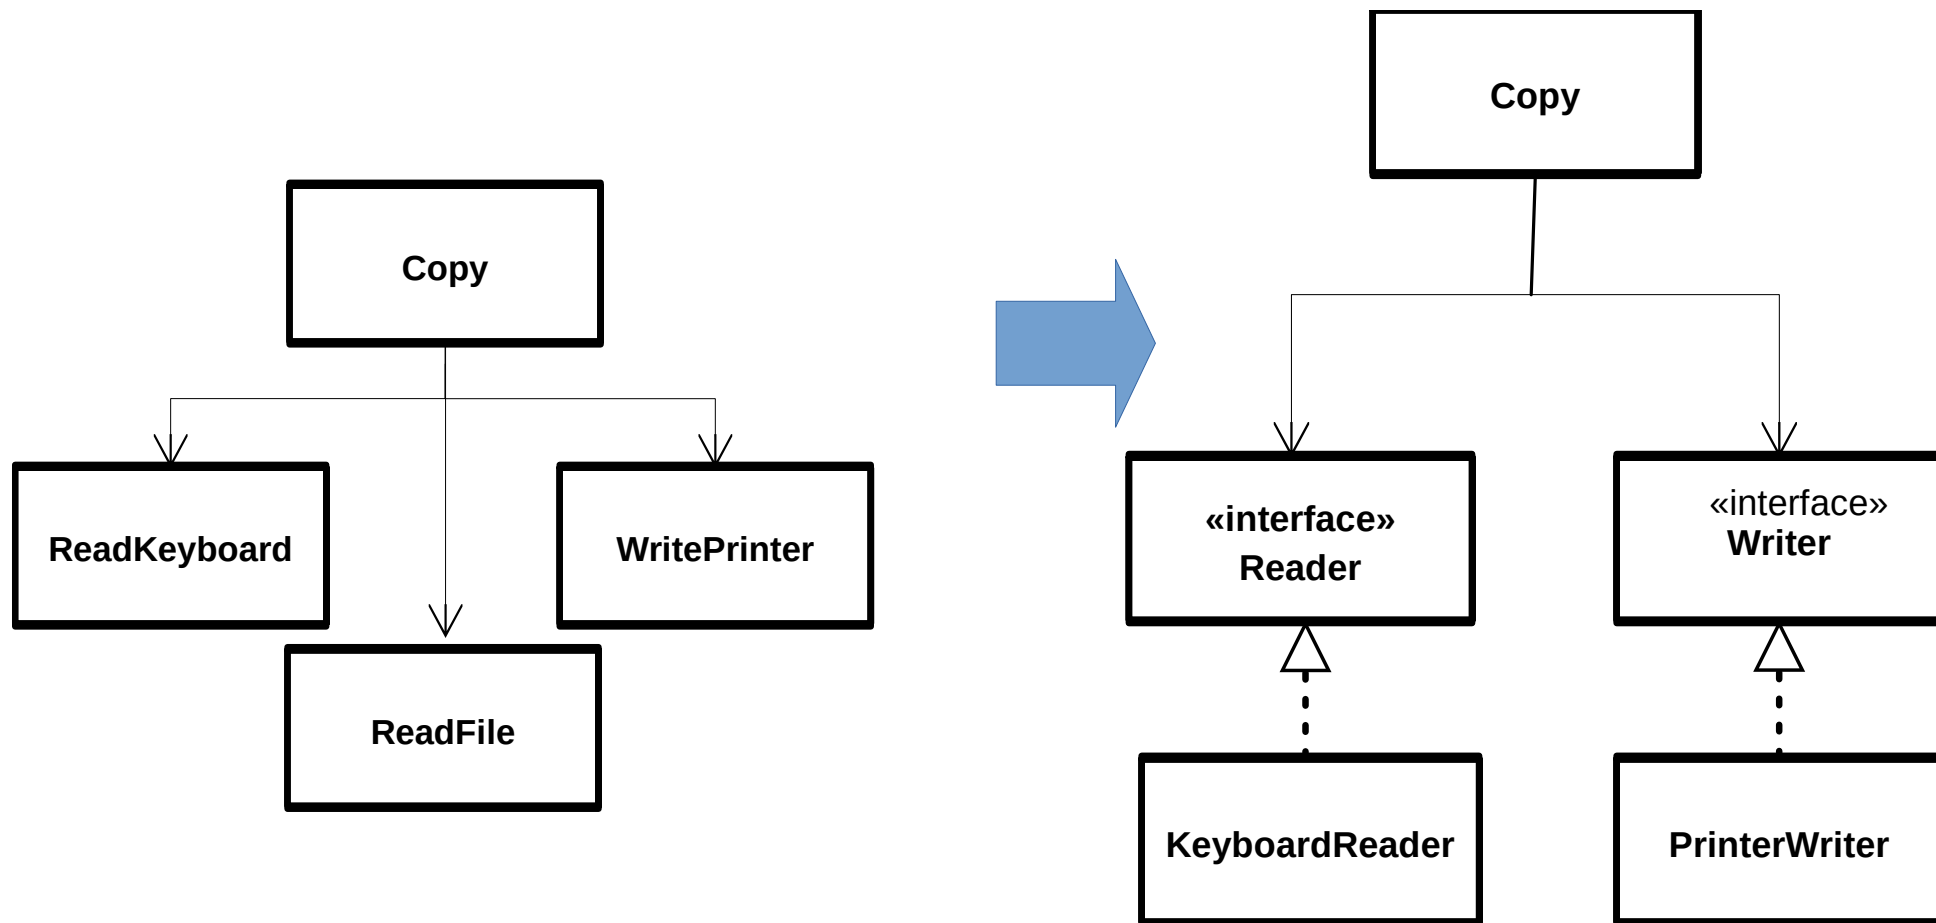 Copy
ReadKeyboard
WritePrinter
ReadFile
Copy
«interface»
Reader
«interface»
Writer
KeyboardReader
PrinterWriter